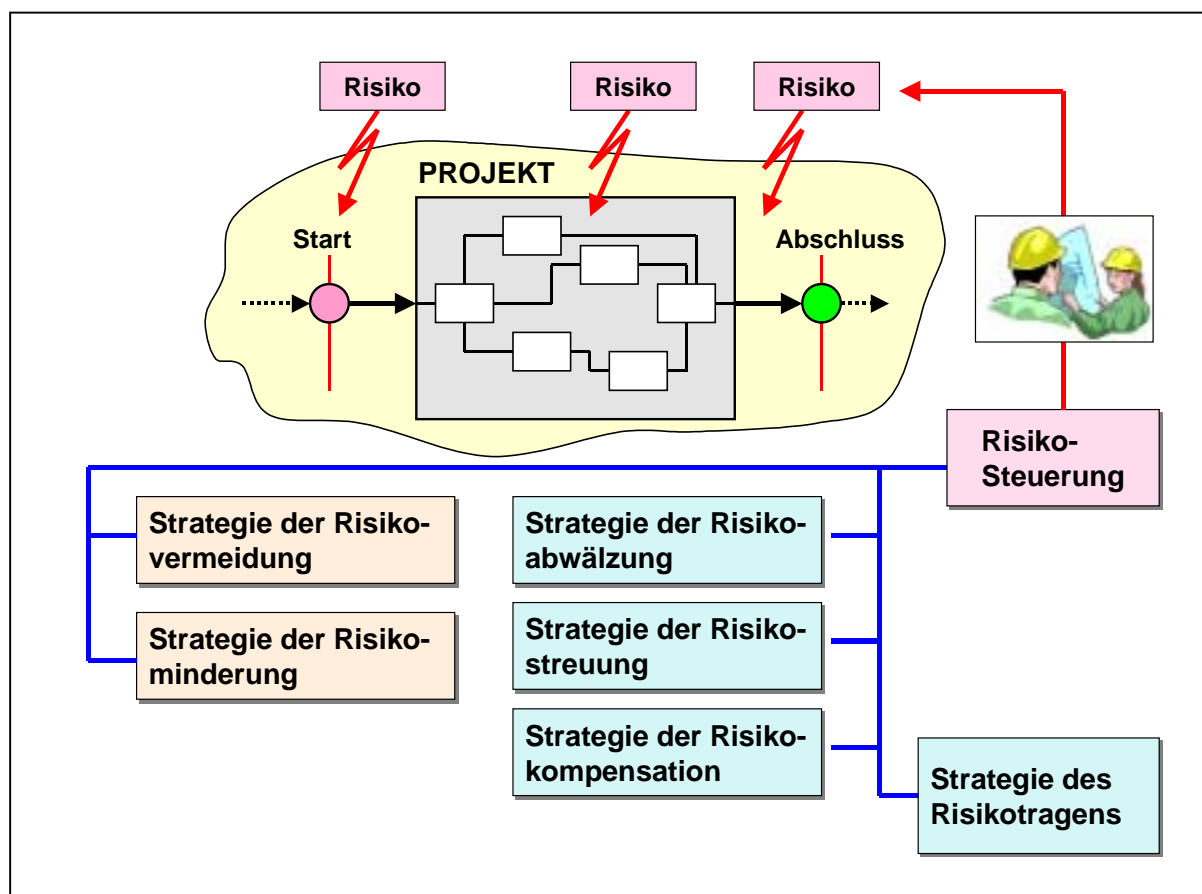 Risiko
Risiko
Risiko
PROJEKT
Start
Abschluss
Risiko-
Steuerung
Strategie der Risiko-
vermeidung
Strategie der Risiko-
abwälzung
Strategie der Risiko-
minderung
Strategie der Risiko-
streuung
Strategie der Risiko-
kompensation
Strategie des
Risikotragens